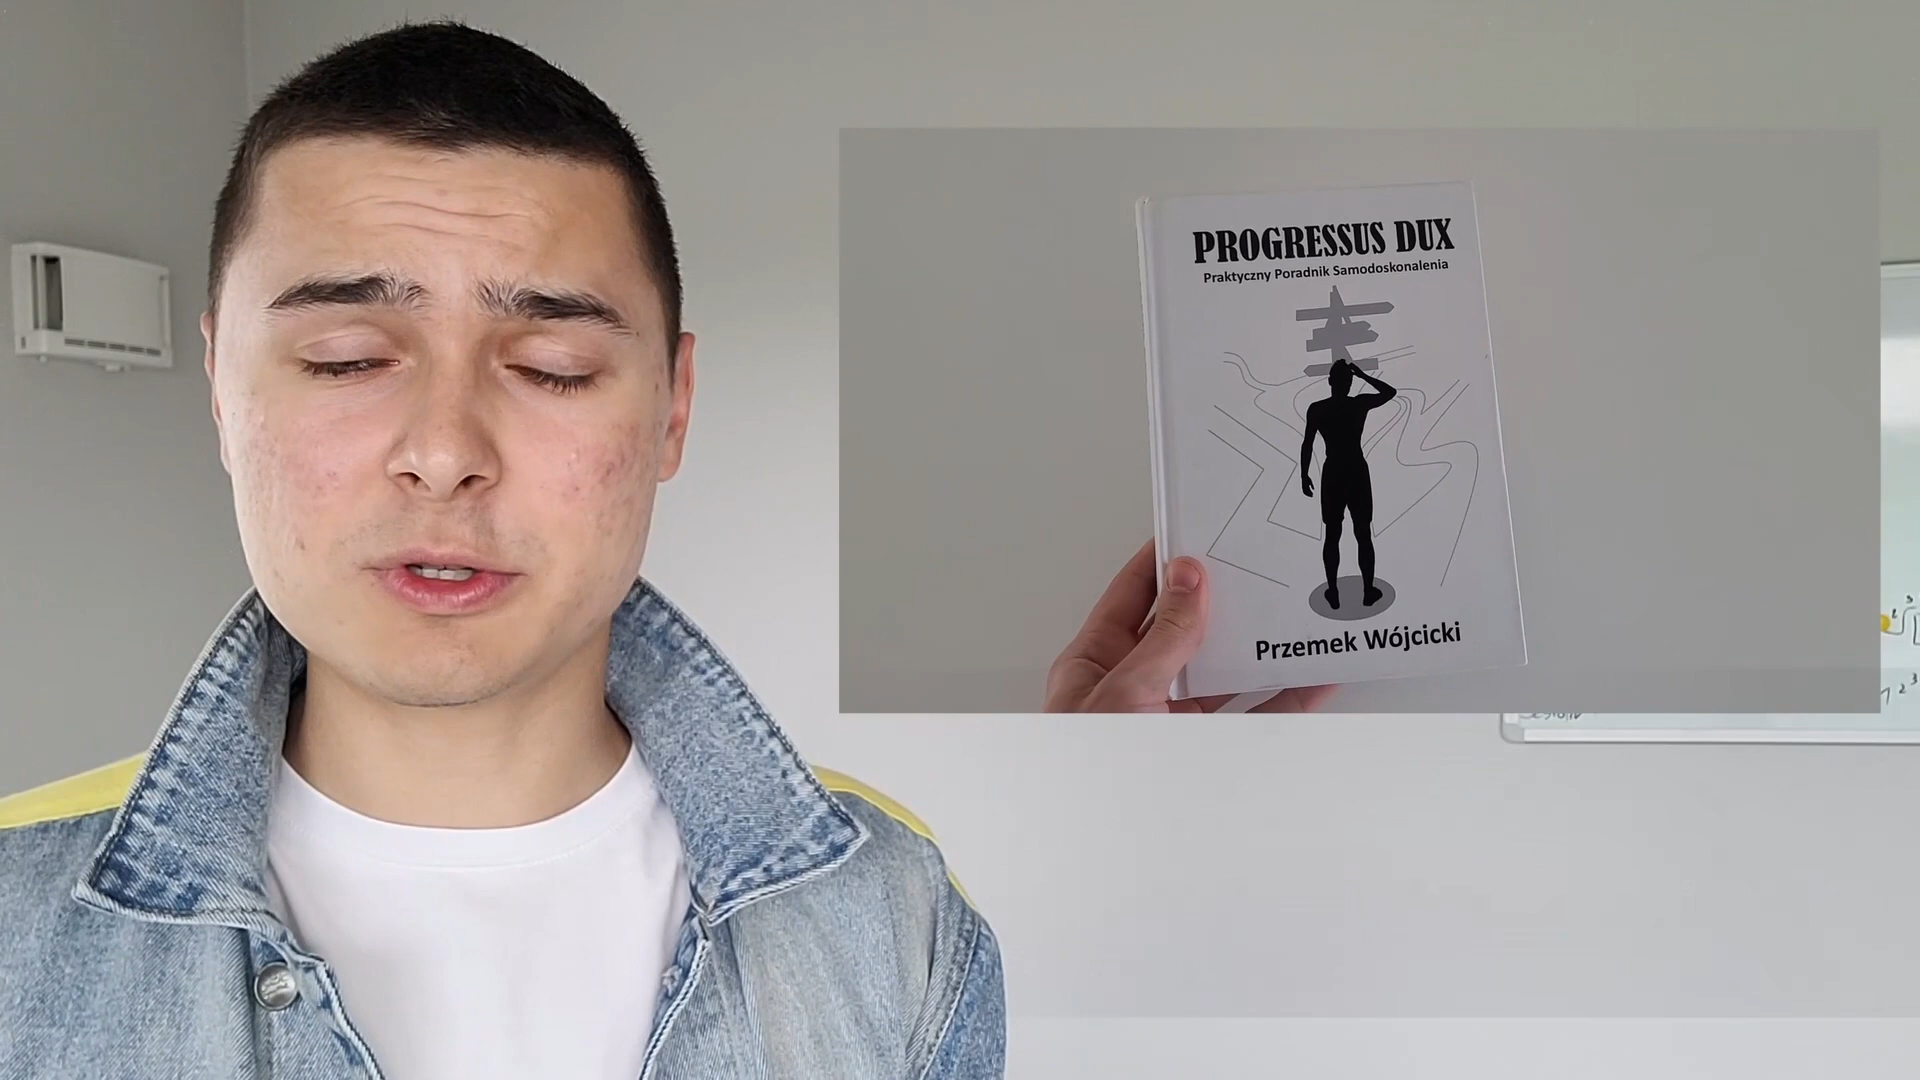 PROGRESSUS DUX
Praktyczny Poradnik Samodoskonalenia
Przemek Wójcicki